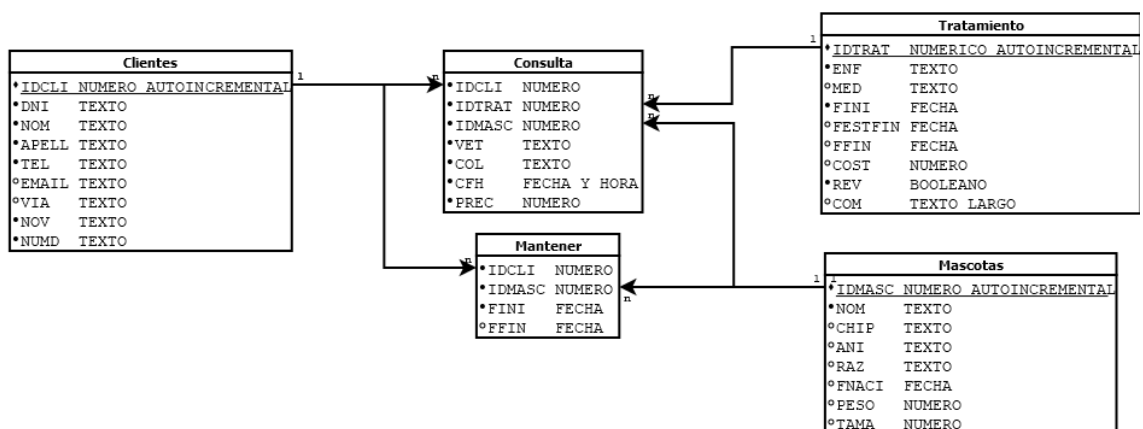 Clientes
IDCLI NUMERO AUTOINCREMENTAL
DNI TEXTO
NOM TEXTO
APELL TEXTO
TEL TEXTO
EMAIL TEXTO
VIA TEXTO
NOV TEXTO
NUMD TEXTO
1
n
Consulta
IDCLI NUMERO
IDTRAT NUMERO
IDMASC NUMERO
VET TEXTO
COL TEXTO
CFH FECHA Y HORA
PREC NUMERO
n
n
Mantener
n
IDCLI NUMERO
IDMASC NUMERO
FINI FECHA
FFIN FECHA
n
1
Tratamiento
IDTRAT NUMERICO AUTOINCREMENTAL
ENF TEXTO
MED TEXTO
FINI FECHA
FESTFIN FECHA
FFIN FECHA
COST NUMERO
REV BOOLEANO
COM TEXTO LARGO
Mascotas
1 1
IDMASC NUMERO AUTOINCREMENTAL
NOM TEXTO
CHIP TEXTO
ANI TEXTO
RAZ TEXTO
FNACI FECHA
PESO NUMERO
TAMA NUMERO